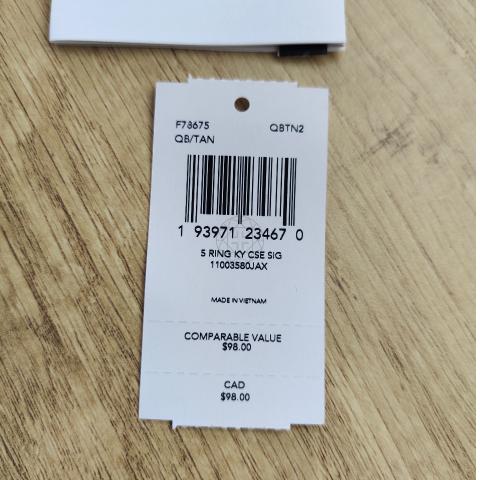 F73675 QBTN2
QB/TAN
1 93971 23467 0
5 RING KY CSE SIG
11003580JAX
MADE IN VIETNAM
COMPARABLE VALUE
$98.00
CAD
$98.00